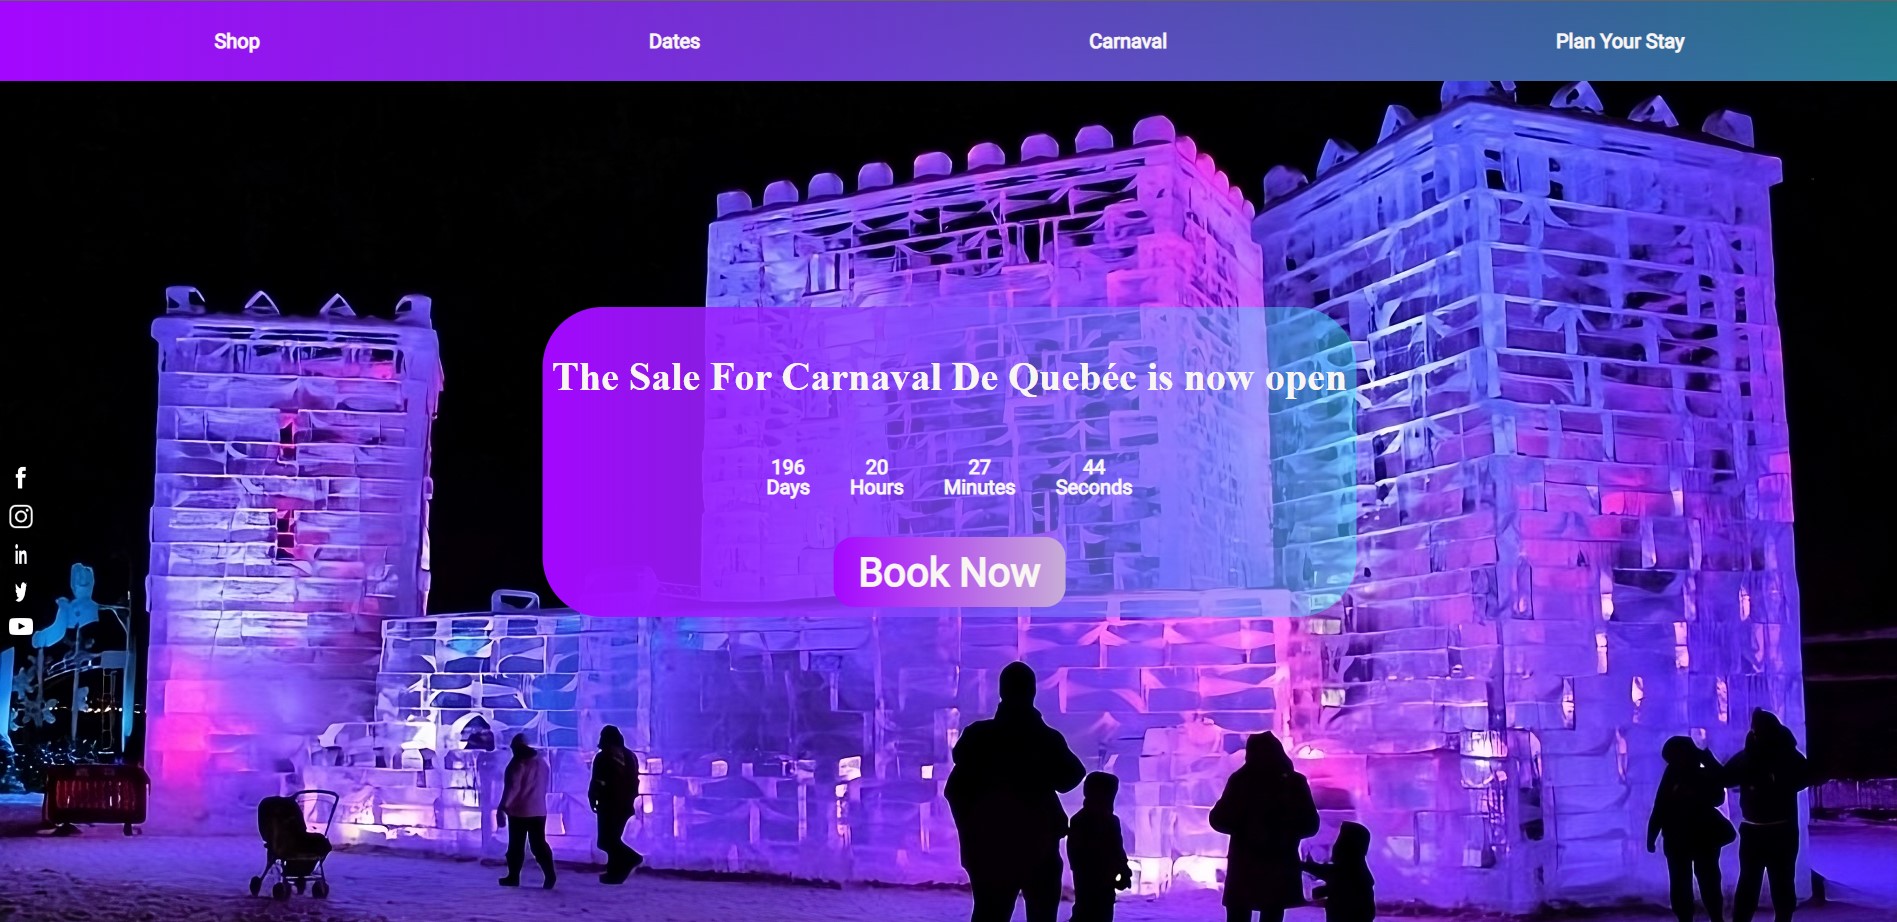 Shop Dates Carnaval Plan Your Stay
The Sale For Carnaval De Quebéc is now open
196 20 27 44
Days Hours Minutes Seconds
Book Now